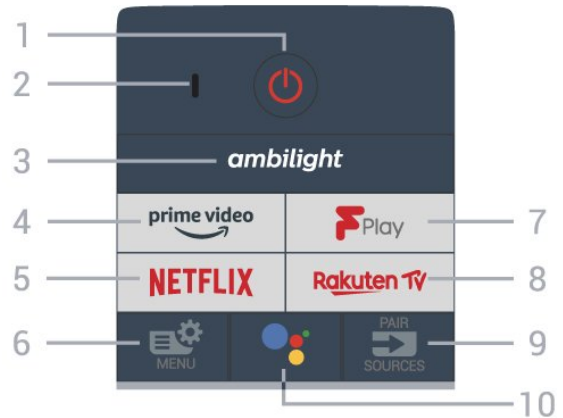 1
2
3
ambilight
4
prime video
F Play
7
5
NETFLIX
Rakuten TV
8
6
MENU
PAIR
SOURCES
9
10